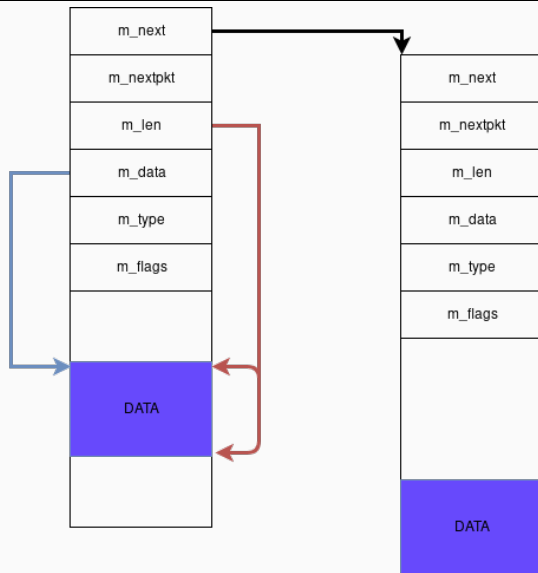 m_next
m_nextpkt
m_len
m_data
m_type
m_flags
DATA
m_next
m_nextpkt
m_len
m_data
m_type
m_flags
DATA